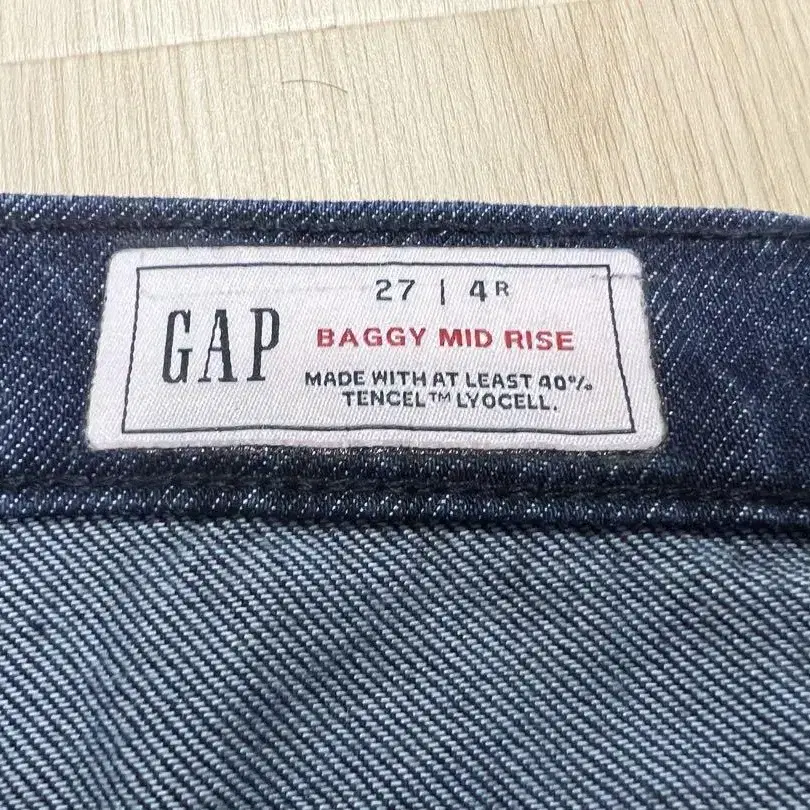 GAP
27 | 4R
BAGGY MID RISE
MADE WITH AT LEAST 40%
TENCEL™ LYOCELL.